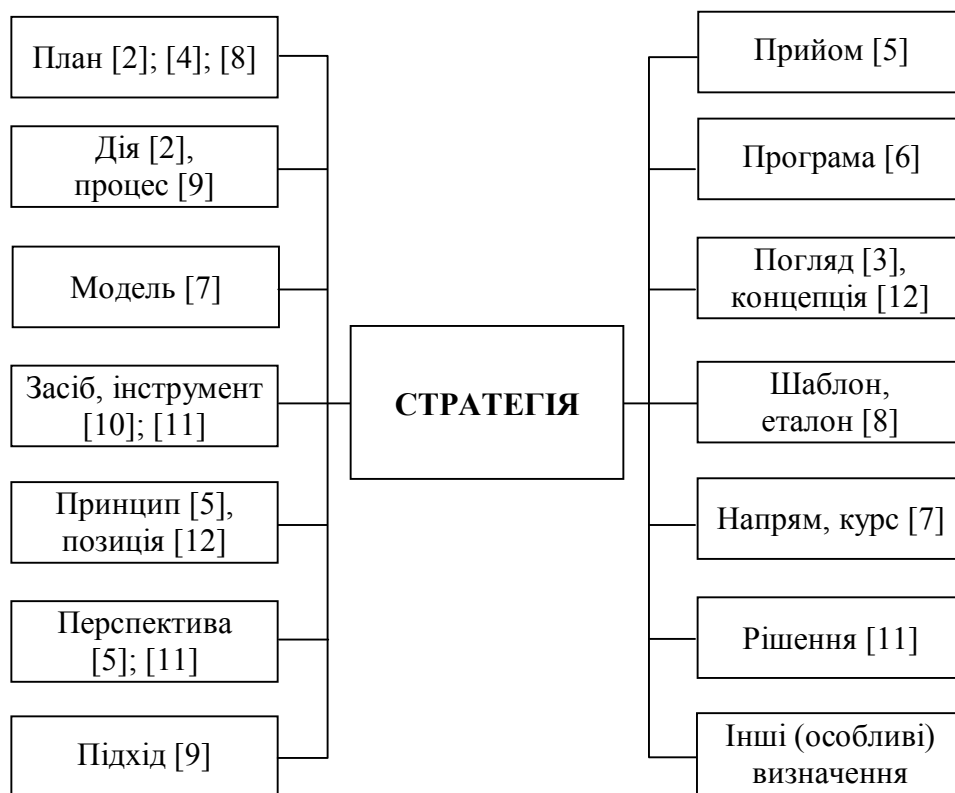 План [2]; [4]; [8]
Дія [2],
процес [9]
Модель [7]
Засіб, інструмент
[10]; [11]
Принцип [5],
позиція [12]
Перспектива
[5]; [11]
Підхід [9]
СТРАТЕГІЯ
Прийом [5]
Програма [6]
Погляд [3],
концепція [12]
Шаблон,
еталон [8]
Напрям, курс [7]
Рішення [11]
Інші (особливі)
визначення